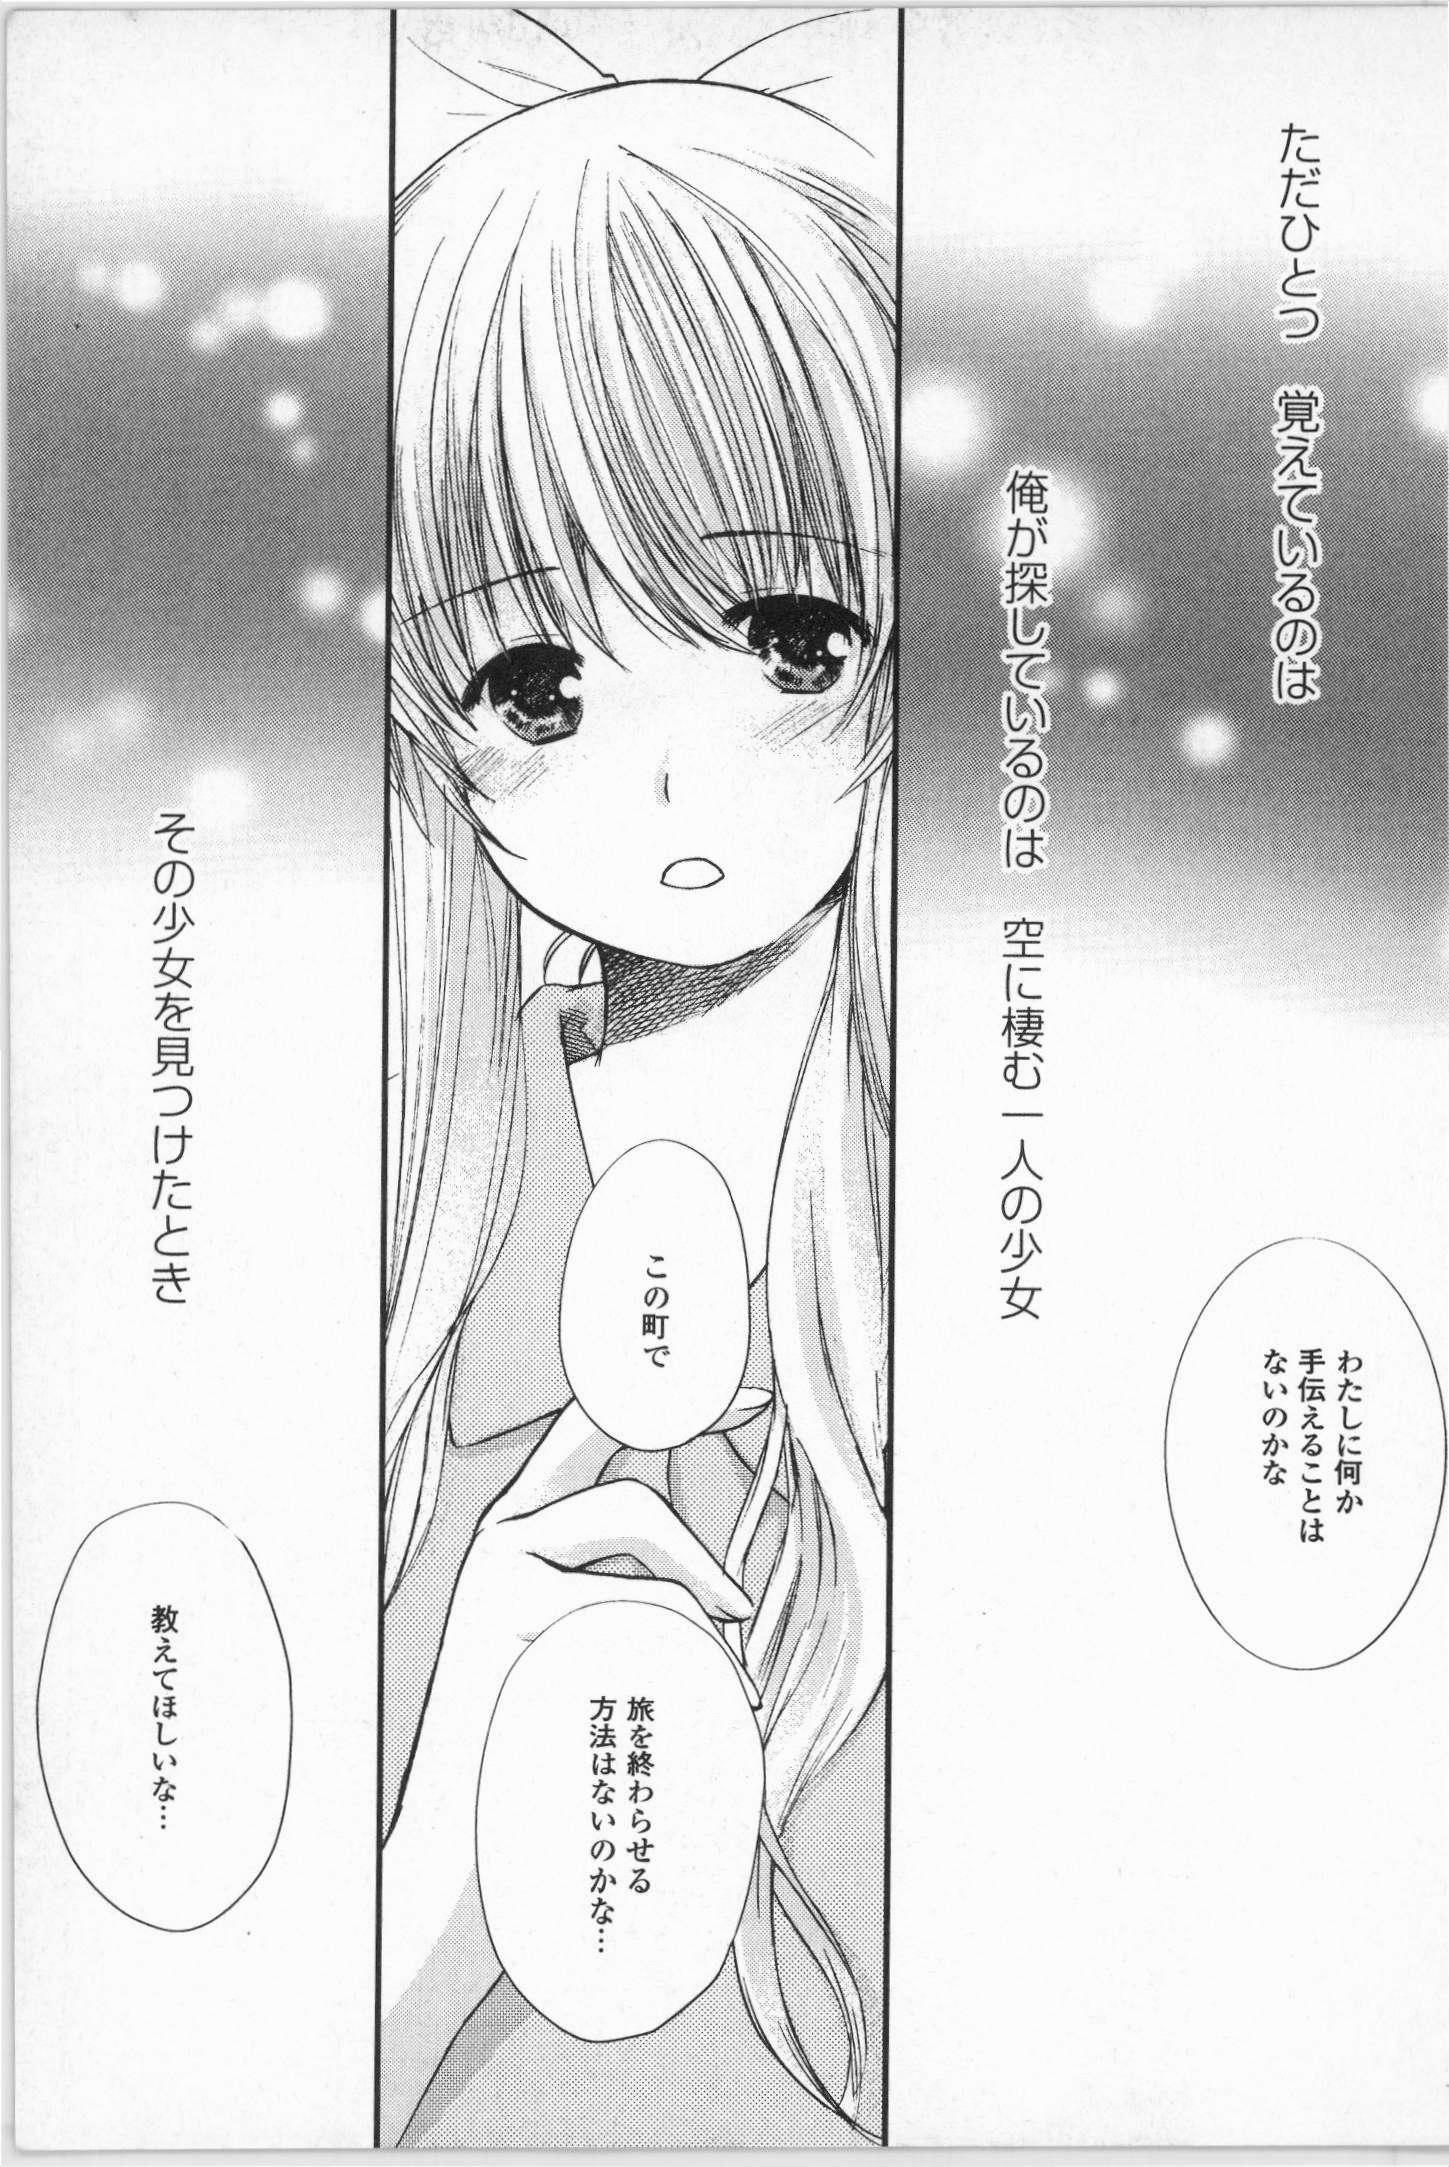 ただひとつ　覚えているのは
俺が探しているのは　空に棲む一人の少女
わたしに何か
手伝えることは
ないのかな
この町で
旅を終わらせる
方法はないのかな…
その少女を見つけたとき
教えてほしいな…